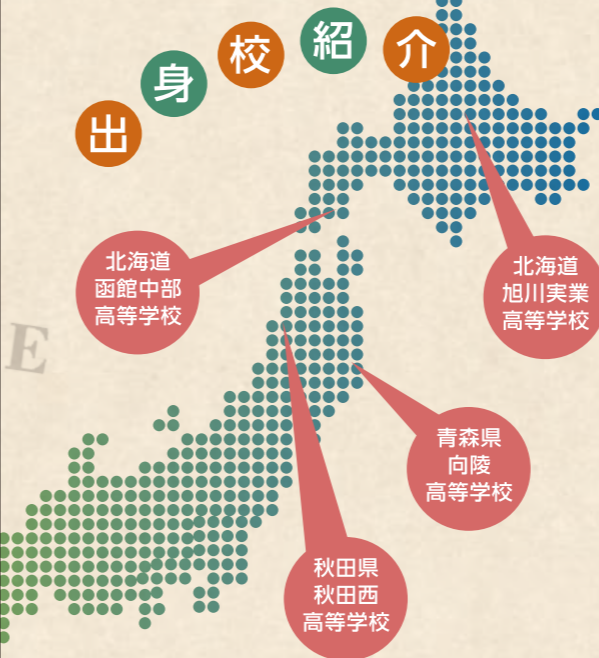 出身校紹介
北海道
函館中部
高等学校
北海道
旭川実業
高等学校
E
青森県
向陵
高等学校
秋田県
秋田西
高等学校